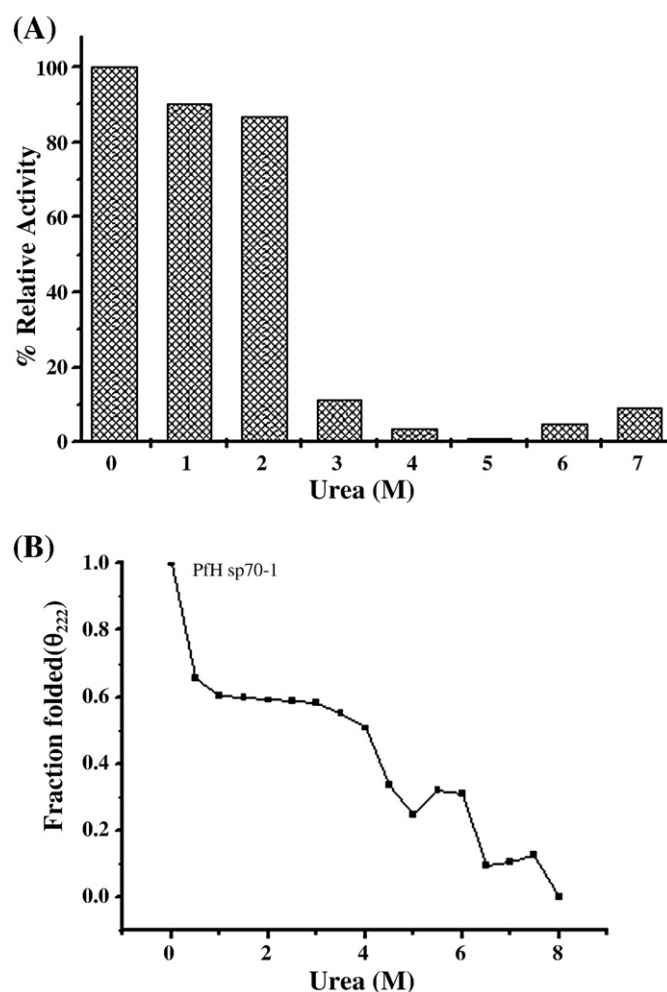 (A)
% Relative Activity
100
80
60
40
20
0
0 1 2 3 4 5 6 7
Urea (M)
(B)
Fraction folded(θ222)
PfH sp70-1
1.0
0.8
0.6
0.4
0.2
0.0
0 2 4 6 8
Urea (M)